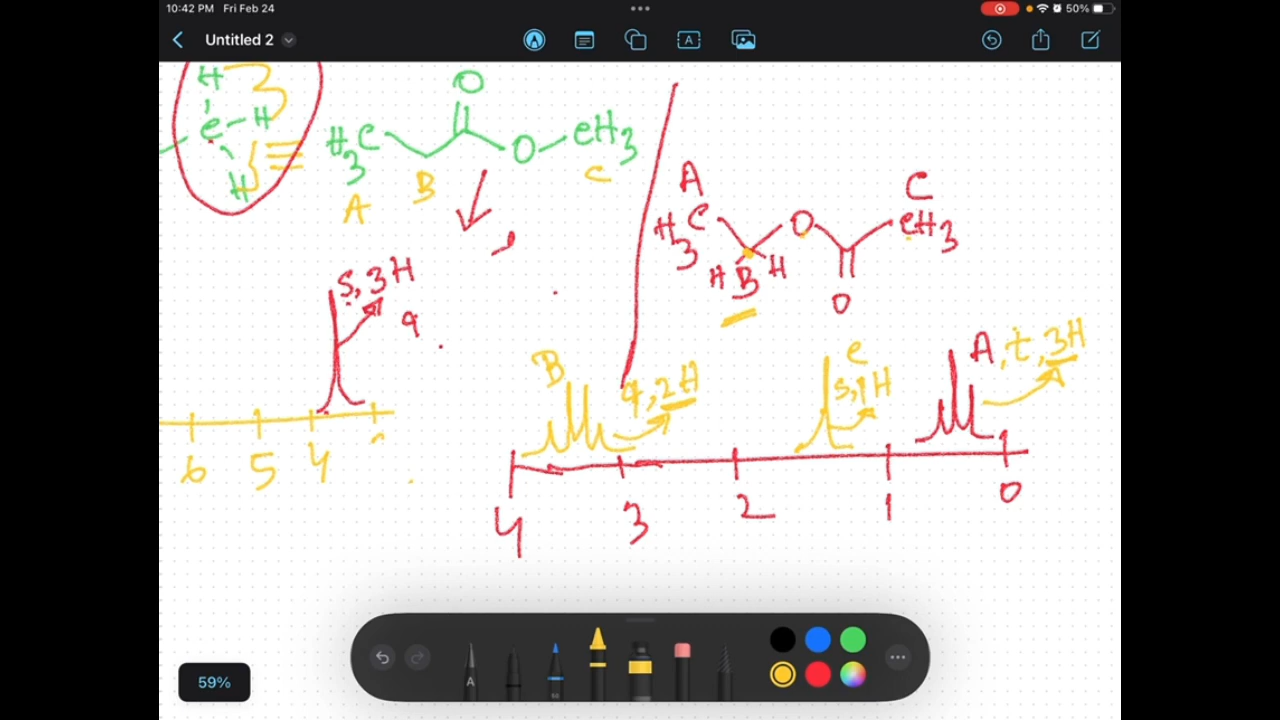 10:42 PM Fri Feb 24
50%
Untitled 2
A
H
C-H
H
H3C
O
O
CH3
A
B
C
A
C
H3C
O
CH3
H
B
H
O
s, 3H
9
B
q, 2H
C
A, t, 3H
6 5 4
4 3 2 1 0
59%
A